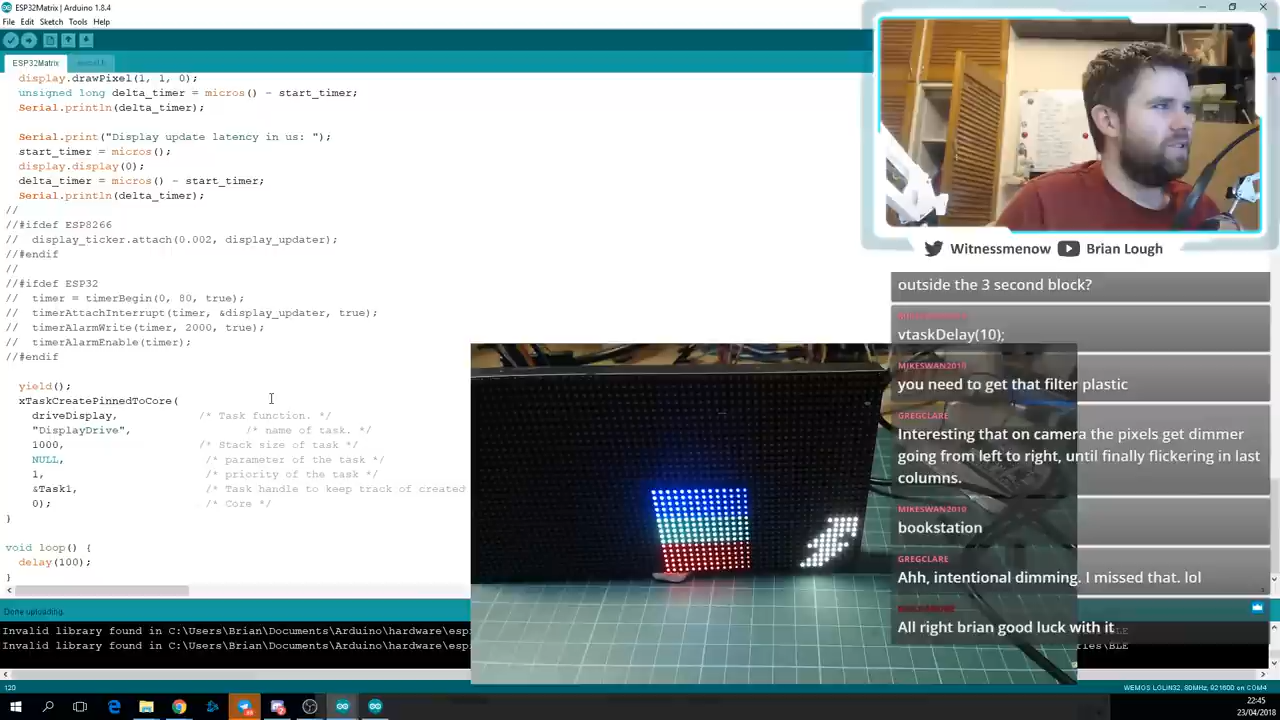 ESP32Matrix | Arduino 1.8.4
File Edit Sketch Tools Help
ESP32Matrix
display.drawPixel(1, 1, 0);
unsigned long delta_timer = micros() - start_timer;
Serial.println(delta_timer);
Serial.print("Display update latency in us: ");
start_timer = micros();
display.display(0);
delta_timer = micros() - start_timer;
Serial.println(delta_timer);
//
//#ifdef ESP8266
//  display_ticker.attach(0.002, display_updater);
//#endif
//
//#ifdef ESP32
//  timer = timerBegin(0, 80, true);
//  timerAttachInterrupt(timer, &display_updater, true);
//  timerAlarmWrite(timer, 2000, true);
//  timerAlarmEnable(timer);
//#endif
yield();
xTaskCreatePinnedToCore(
driveDisplay, /* Task function. */
"DisplayDrive", /* name of task. */
1000, /* Stack size of task */
NULL, /* parameter of the task */
1, /* priority of the task */
&Task1, /* Task handle to keep track of created
0); /* Core */
}
void loop() {
delay(100);
}
Done uploading.
Invalid library found in C:\Users\Brian\Documents\Arduino\hardware\esp
Invalid library found in C:\Users\Brian\Documents\Arduino\hardware\esp
120
Witnessmenow Brian Lough
outside the 3 second block?
vtaskDelay(10);
MIKESWAN2010
you need to get that filter plastic
GREGCLARE
Interesting that on camera the pixels get dimmer
going from left to right, until finally flickering in last
columns.
MIKESWAN2010
bookstation
GREGCLARE
Ahh, intentional dimming. I missed that. lol
All right brian good luck with it
WEMOS LOLIN32, 80MHz, 921600 on COM4
22:45
23/04/2018